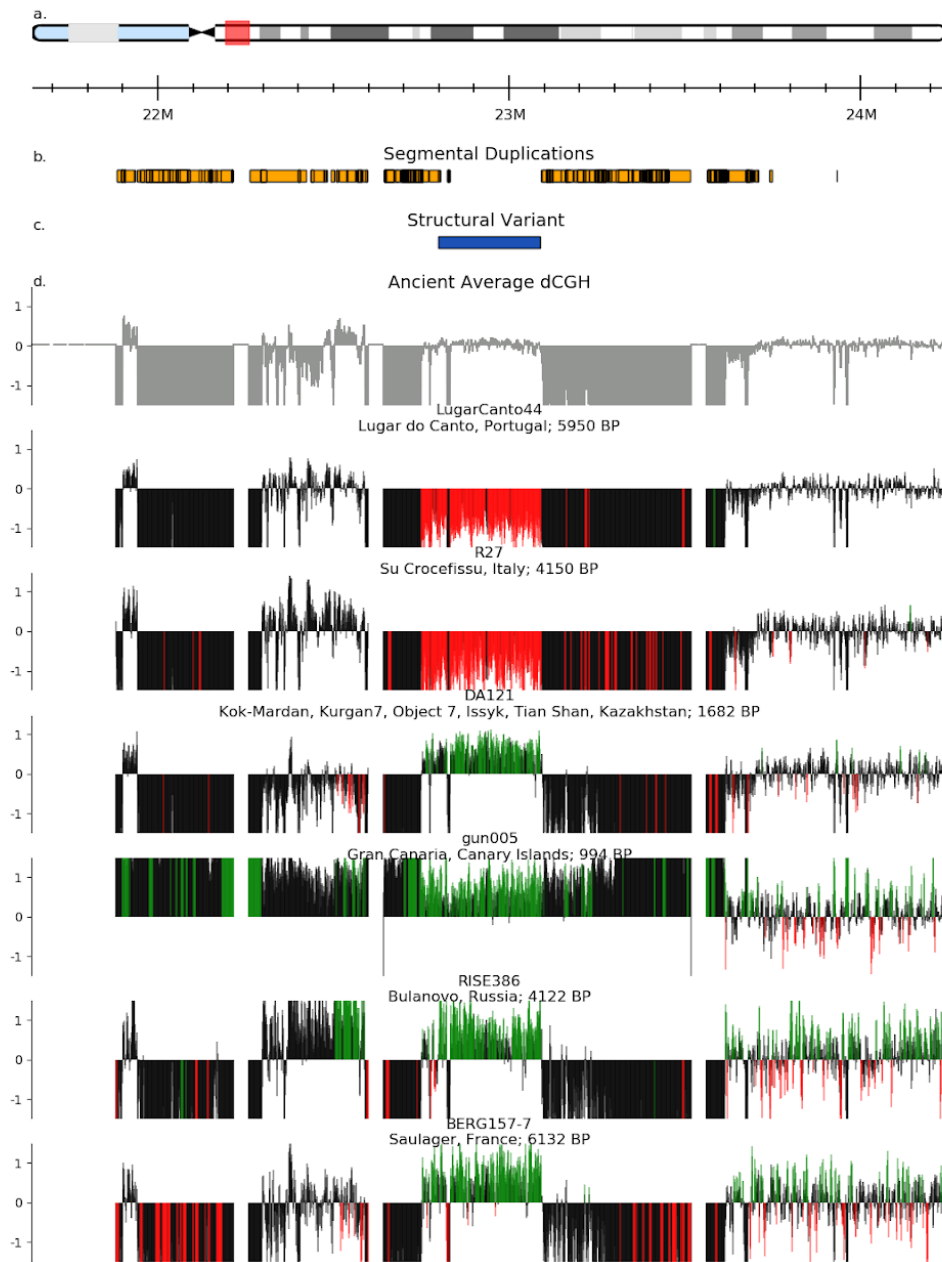 a.
22M 23M 24M
b.
Segmental Duplications
c.
Structural Variant
d.
Ancient Average dCGH
1
0
-1
LugarCanto44
Lugar do Canto, Portugal; 5950 BP
1
0
-1
R27
Su Crocefissu, Italy; 4150 BP
1
0
-1
DA121
Kok-Mardan, Kurgan7, Object 7, Issyk, Tian Shan, Kazakhstan; 1682 BP
1
0
-1
gun005
Gran Canaria, Canary Islands; 994 BP
1
0
-1
RISE386
Bulanovo, Russia; 4122 BP
1
0
-1
BERG157-7
Saulager, France; 6132 BP
1
0
-1